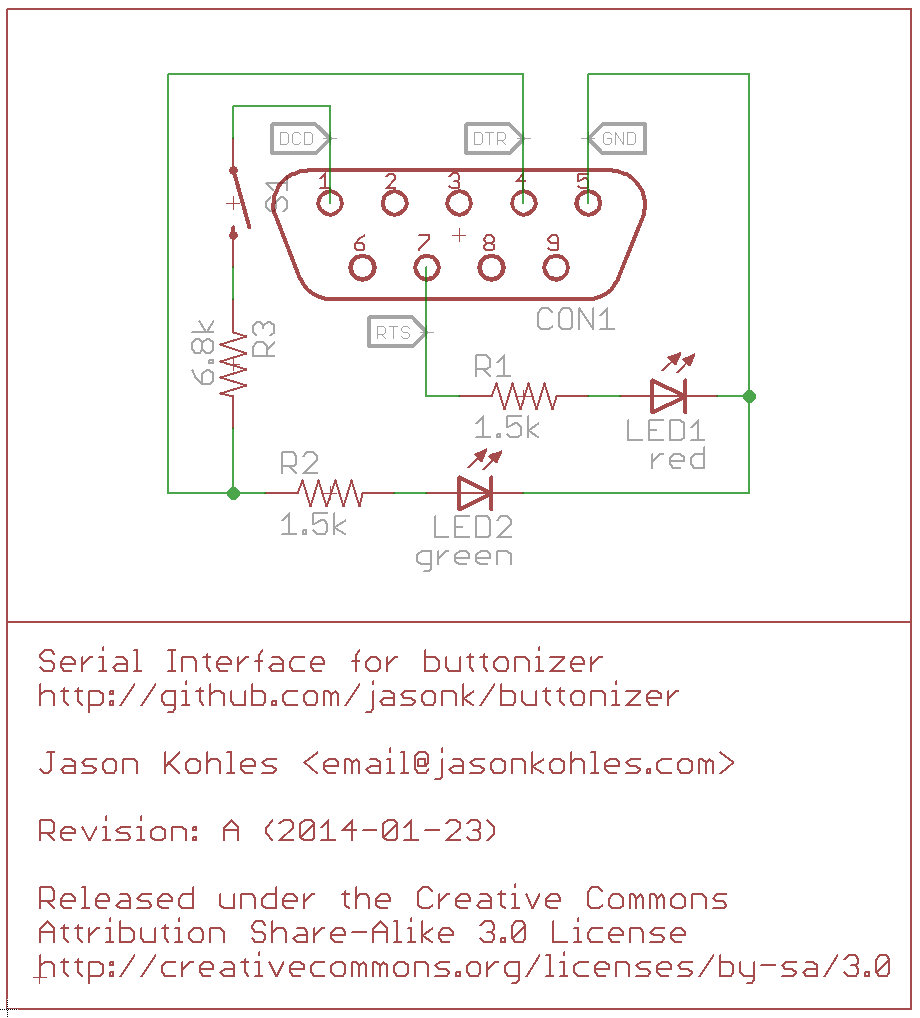 DCD
DTR
GND
1 2 3 4 5
S1
6 7 8 9
CON1
RTS
6.8k
R3
R1
1.5k
LED1
red
R2
1.5k
LED2
green
Serial Interface for buttonizer
http://github.com/jasonk/buttonizer
Jason Kohles <email@jasonkohles.com>
Revision: A (2014-01-23)
Released under the Creative Commons
Attribution Share-Alike 3.0 License
http://creativecommons.org/licenses/by-sa/3.0